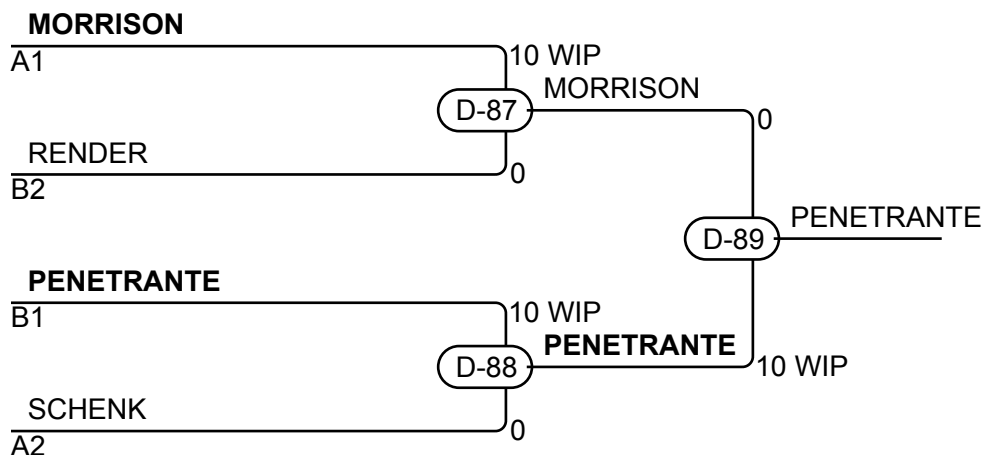 MORRISON
A1
10 WIP
D-87
MORRISON
0
RENDER
B2
0
D-89
PENETRANTE
PENETRANTE
B1
10 WIP
D-88
PENETRANTE
10 WIP
SCHENK
A2
0